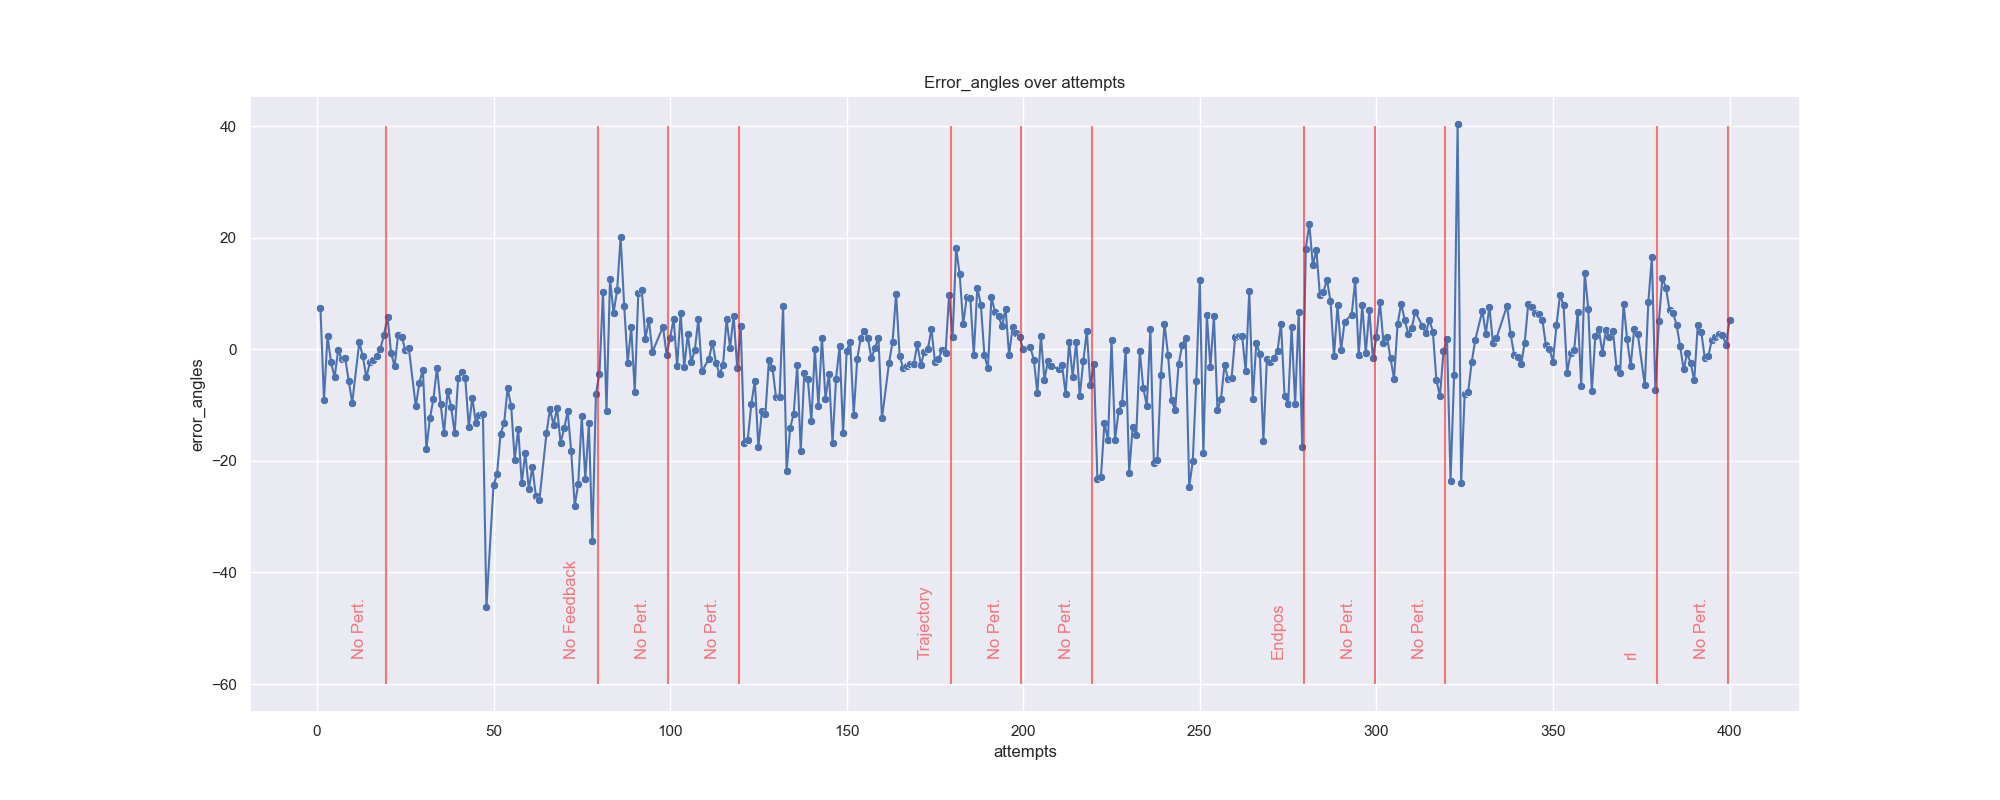 Error_angles over attempts
error_angles
40
20
0
−20
−40
−60
No Pert.
No Feedback
No Pert.
No Pert.
Trajectory
No Pert.
No Pert.
Endpos
No Pert.
No Pert.
rl
No Pert.
0
50
100
150
200
250
300
350
400
attempts